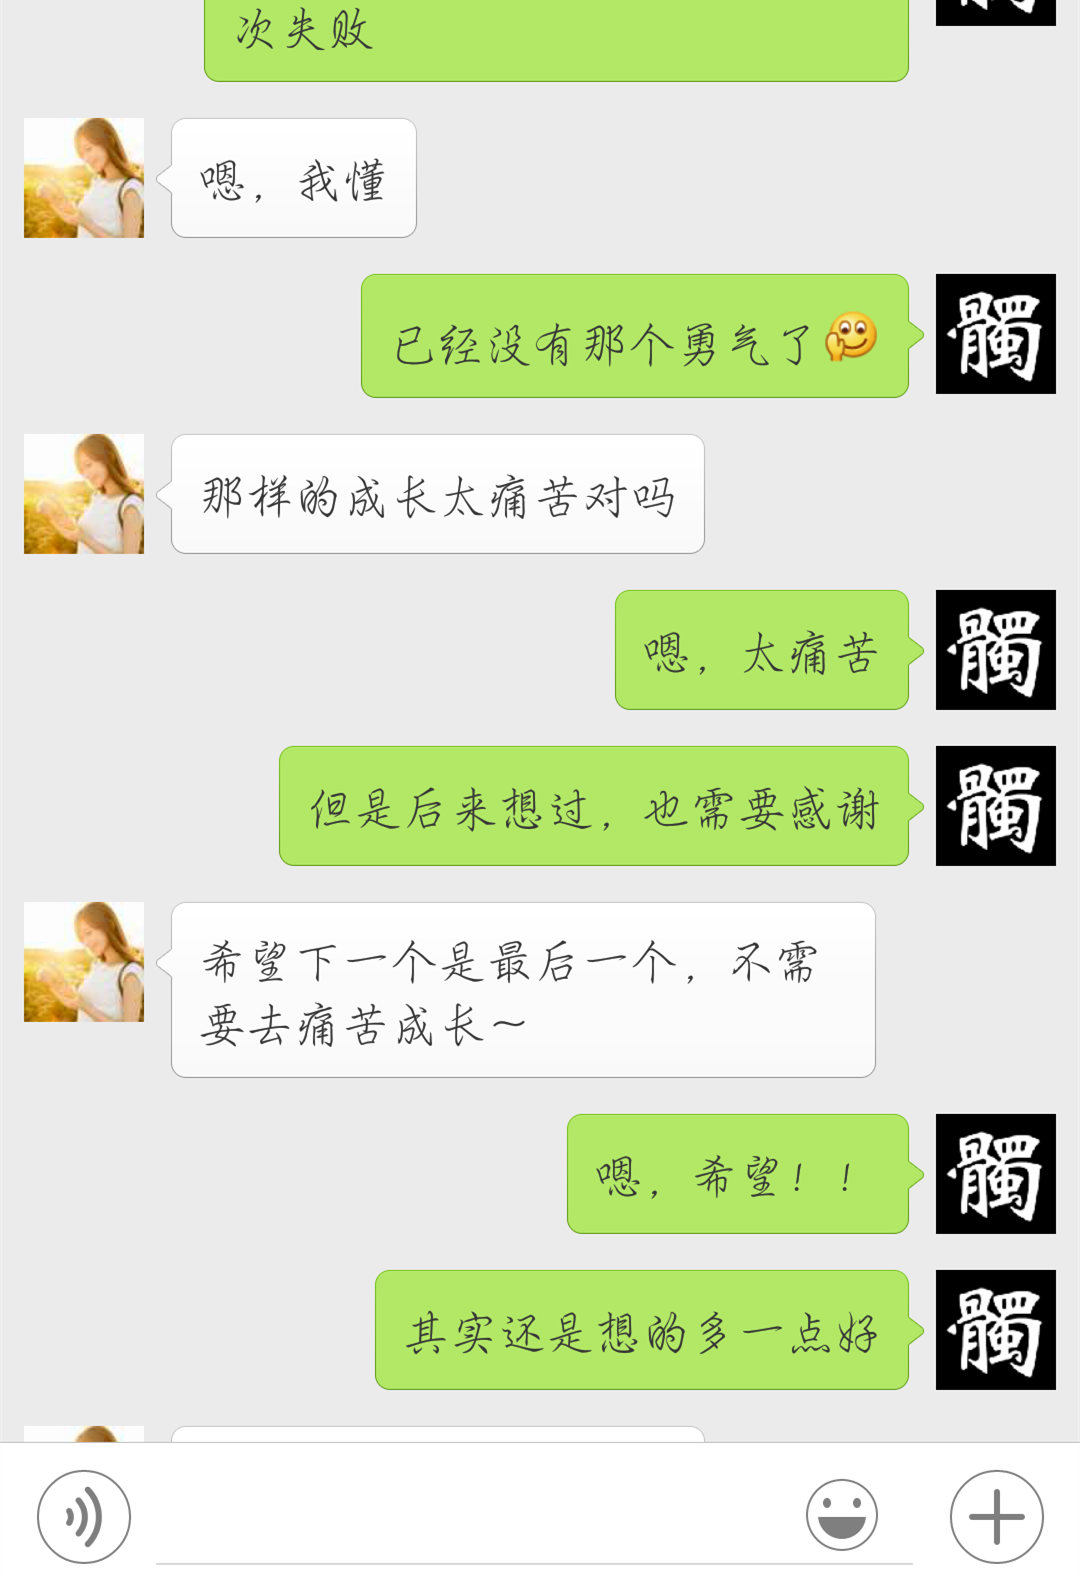 次失败
嗯，我懂
已经没有那个勇气了
髑
那样的成长太痛苦对吗
嗯，太痛苦
髑
但是后来想过，也需要感谢
髑
希望下一个是最后一个，不需
要去痛苦成长～
嗯，希望！！
髑
其实还是想的多一点好
髑